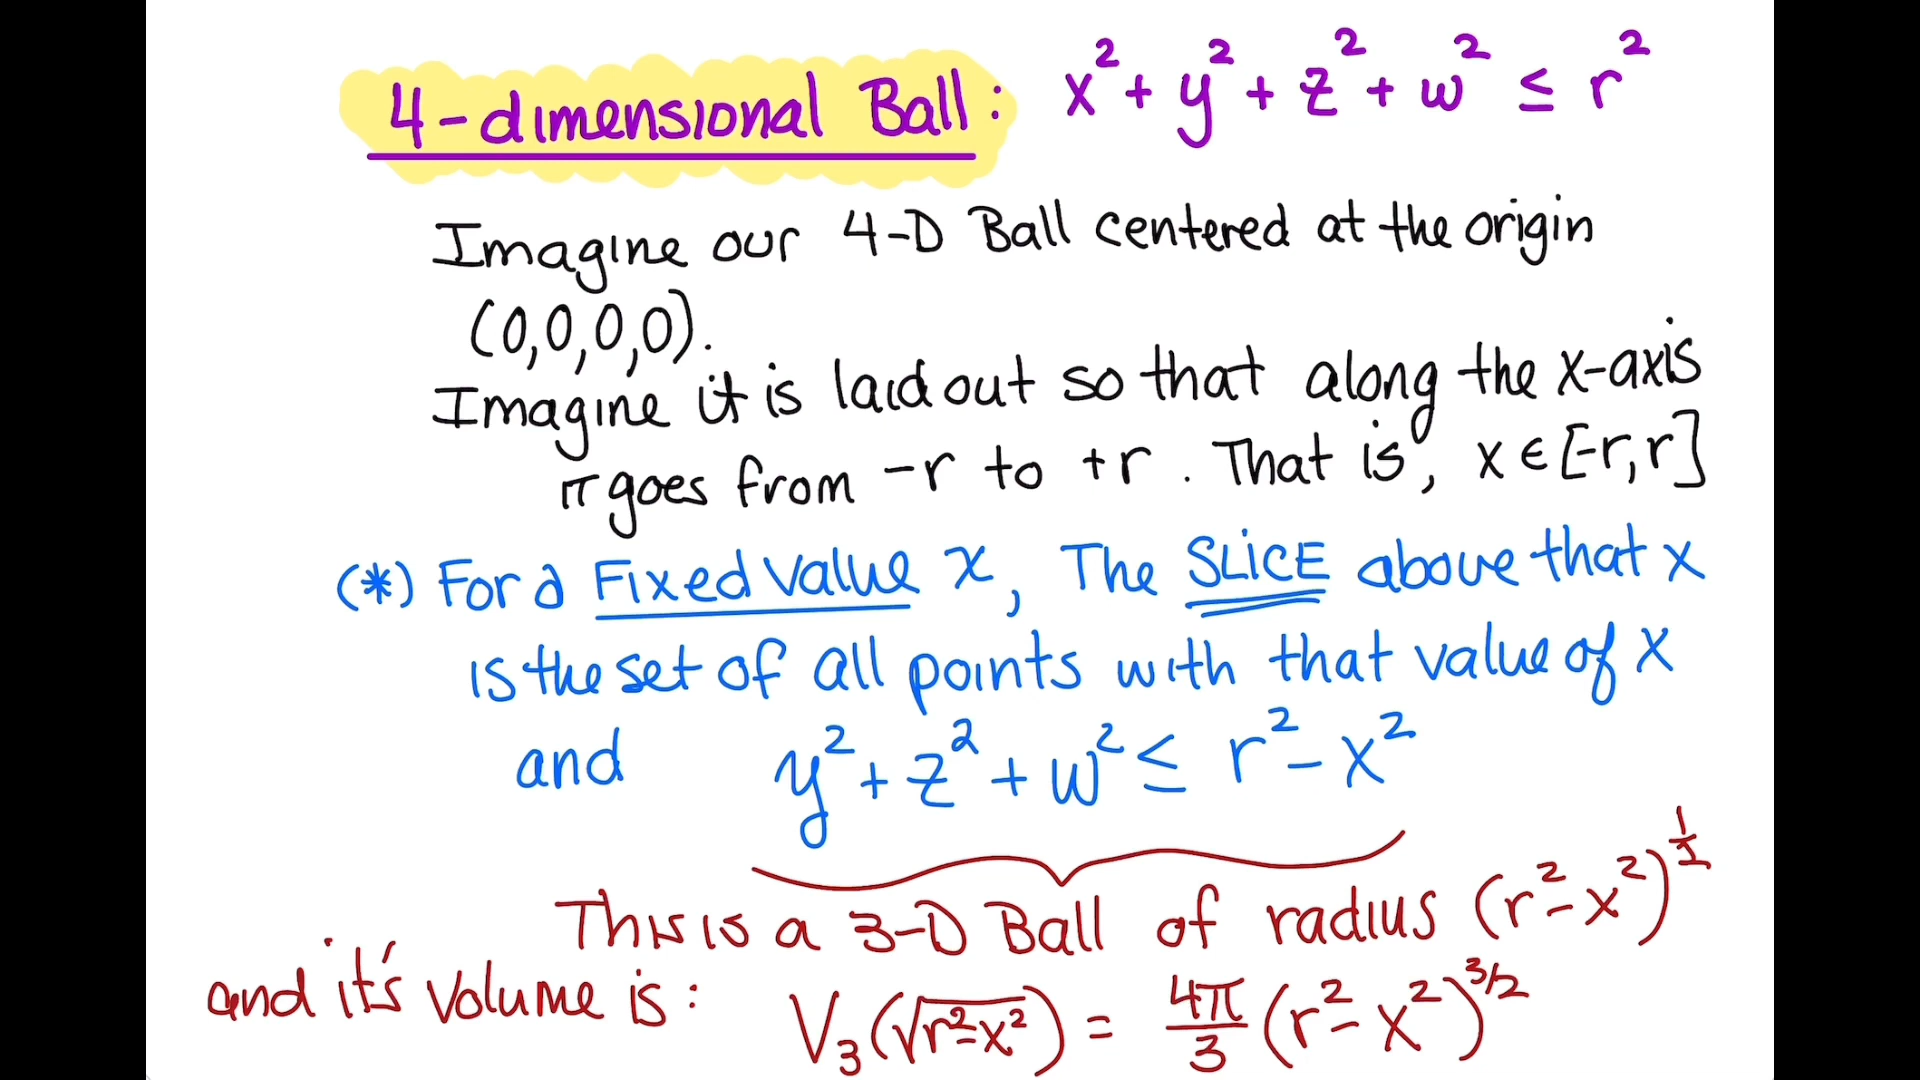 4-dimensional Ball: x² + y² + z² + w² ≤ r²
Imagine our 4-D Ball centered at the origin
(0,0,0,0).
Imagine it is laid out so that along the x-axis
it goes from -r to +r. That is, x ∈ [-r, r]
(*) For a Fixed value x, The SLICE above that x
is the set of all points with that value of x
and y² + z² + w² ≤ r² - x²
This is a 3-D Ball of radius (r² - x²)^½
and it's volume is: V₃(√(r²-x²)) = 4π/3 (r² - x²)^3/2